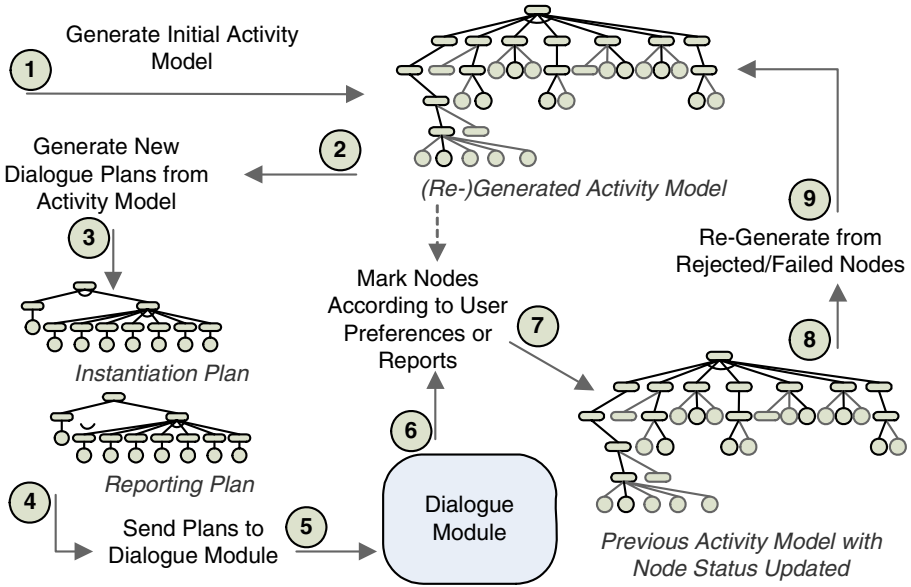 1
Generate Initial Activity
Model
2
Generate New
Dialogue Plans from
Activity Model
3
(Re-)Generated Activity Model
Instantiation Plan
Reporting Plan
4
Send Plans to
Dialogue Module
5
Dialogue
Module
6
Mark Nodes
According to User
Preferences or
Reports
7
Previous Activity Model with
Node Status Updated
8
Re-Generate from
Rejected/Failed Nodes
9